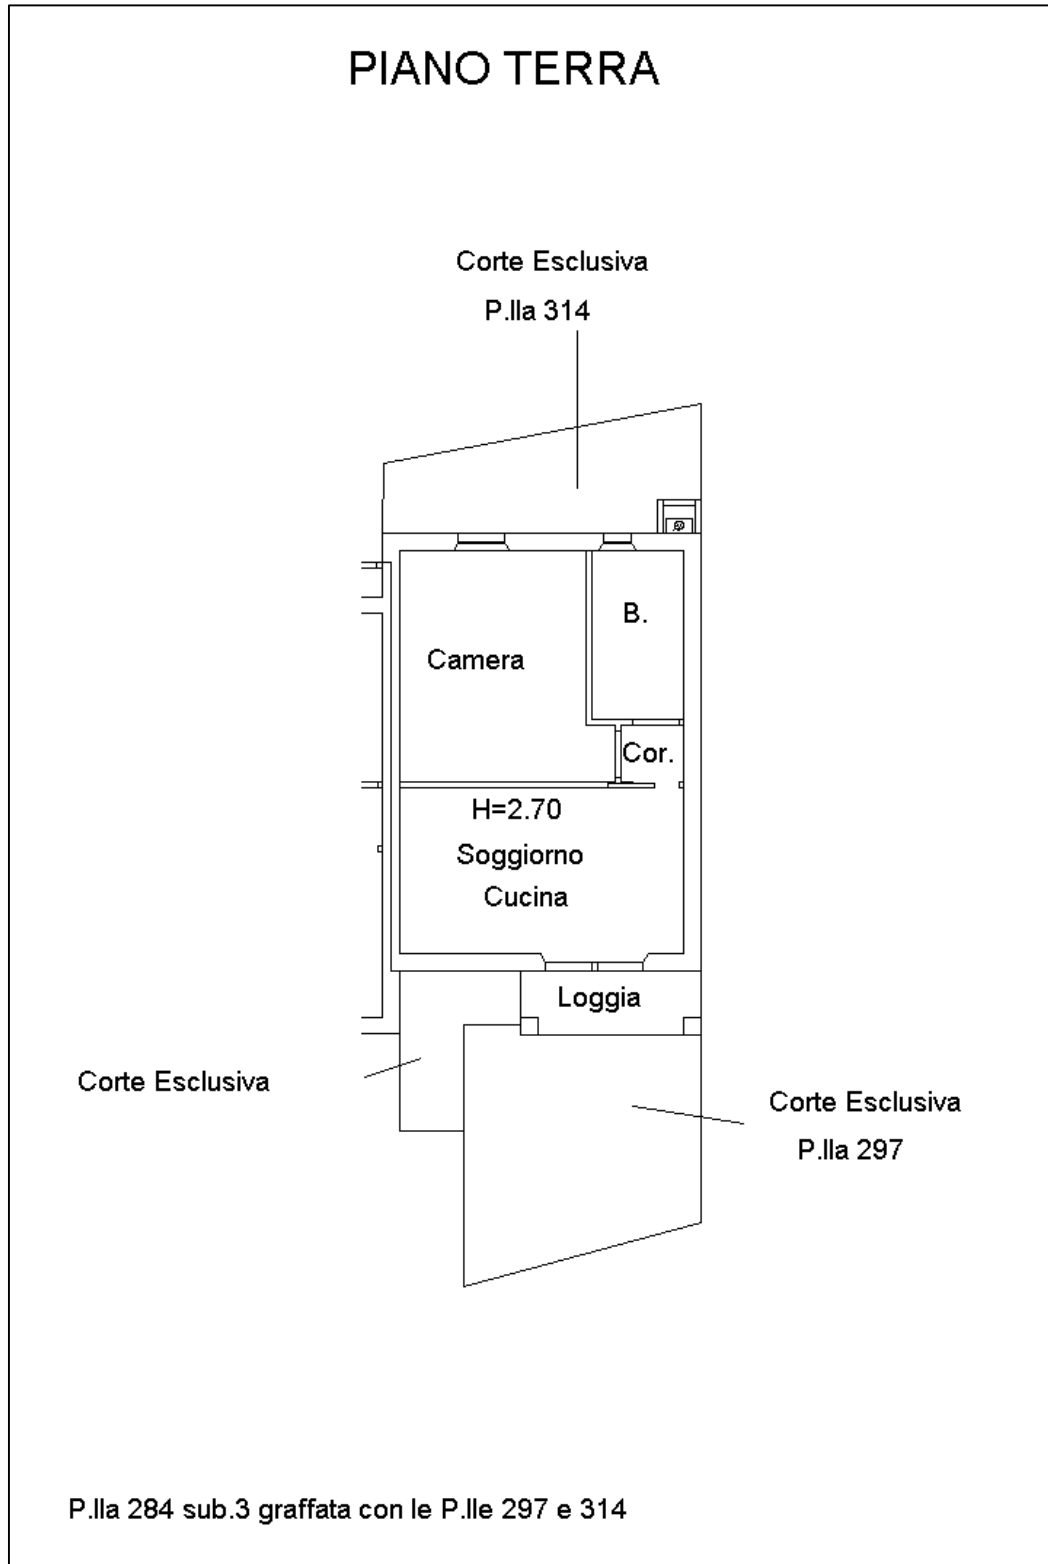 PIANO TERRA
Corte Esclusiva
P.lla 314
B.
Camera
Cor.
H=2.70
Soggiorno
Cucina
Loggia
Corte Esclusiva
Corte Esclusiva
P.lla 297
P.lla 284 sub.3 graffata con le P.lle 297 e 314